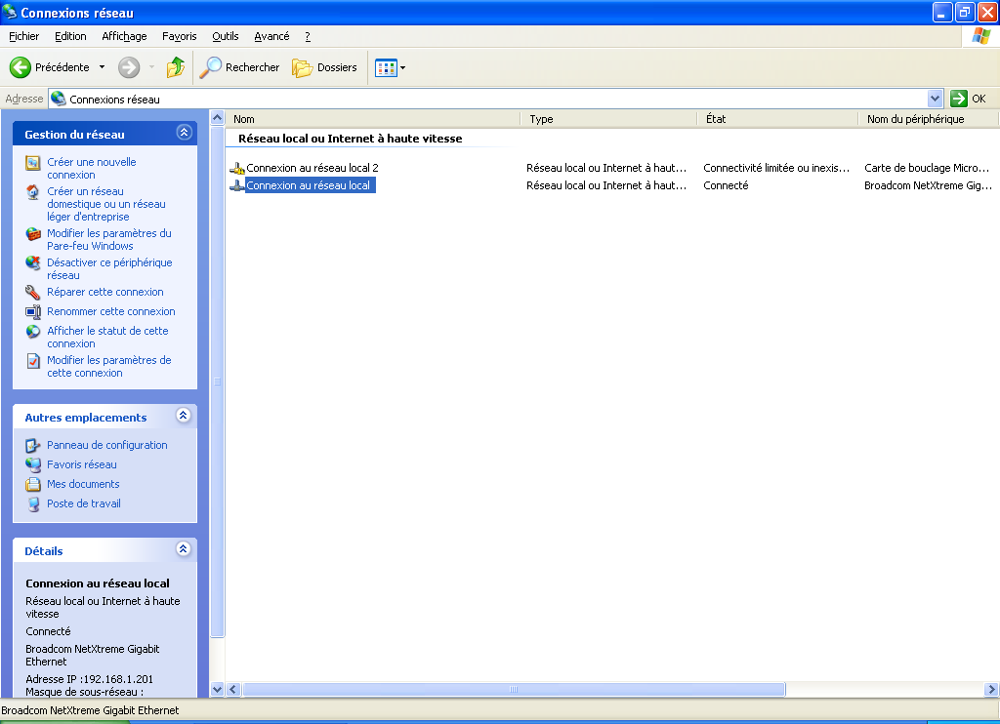 Connexions réseau
Fichier Edition Affichage Favoris Outils Avancé ?
Précédente Rechercher Dossiers
Adresse Connexions réseau OK
Gestion du réseau
Créer une nouvelle
connexion
Créer un réseau
domestique ou un réseau
léger d'entreprise
Modifier les paramètres du
Pare-feu Windows
Désactiver ce périphérique
réseau
Réparer cette connexion
Renommer cette connexion
Afficher le statut de cette
connexion
Modifier les paramètres de
cette connexion
Autres emplacements
Panneau de configuration
Favoris réseau
Mes documents
Poste de travail
Détails
Connexion au réseau local
Réseau local ou Internet à haute
vitesse
Connecté
Broadcom NetXtreme Gigabit
Ethernet
Adresse IP :192.168.1.201
Masque de sous-réseau :
Nom Type État Nom du périphérique
Réseau local ou Internet à haute vitesse
Connexion au réseau local 2 Réseau local ou Internet à haut... Connectivité limitée ou inexis... Carte de bouclage Micro...
Connexion au réseau local Réseau local ou Internet à haut... Connecté Broadcom NetXtreme Gig...
Broadcom NetXtreme Gigabit Ethernet